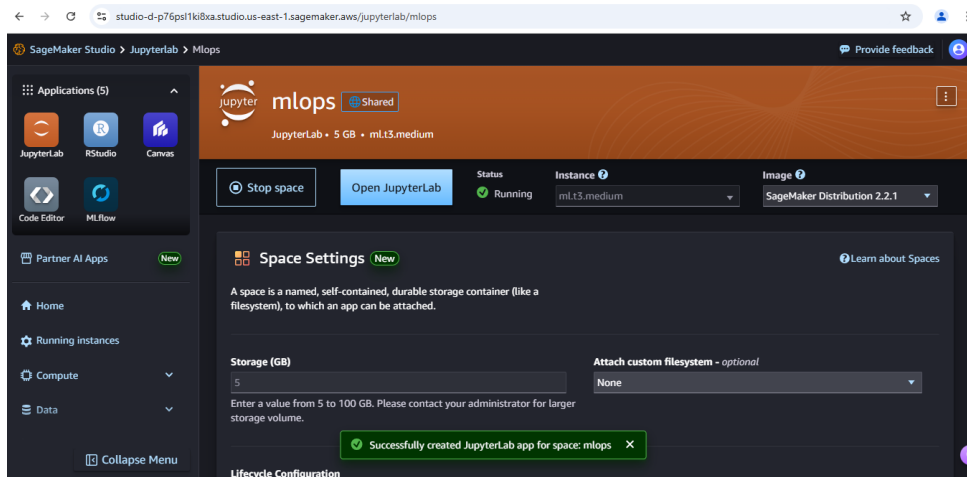 studio-d-p76psl1ki8xa.studio.us-east-1.sagemaker.aws/jupyterlab/mlops
SageMaker Studio > Jupyterlab > Mlops
Provide feedback
Applications (5)
JupyterLab
RStudio
Canvas
Code Editor
MLflow
Partner AI Apps
New
Home
Running instances
Compute
Data
Collapse Menu
jupyter
mlops
Shared
JupyterLab • 5 GB • ml.t3.medium
Stop space
Open JupyterLab
Status
Running
Instance
ml.t3.medium
Image
SageMaker Distribution 2.2.1
Space Settings
New
Learn about Spaces
A space is a named, self-contained, durable storage container (like a
filesystem), to which an app can be attached.
Storage (GB)
5
Enter a value from 5 to 100 GB. Please contact your administrator for larger
storage volume.
Attach custom filesystem - optional
None
Successfully created JupyterLab app for space: mlops
Lifecycle Configuration